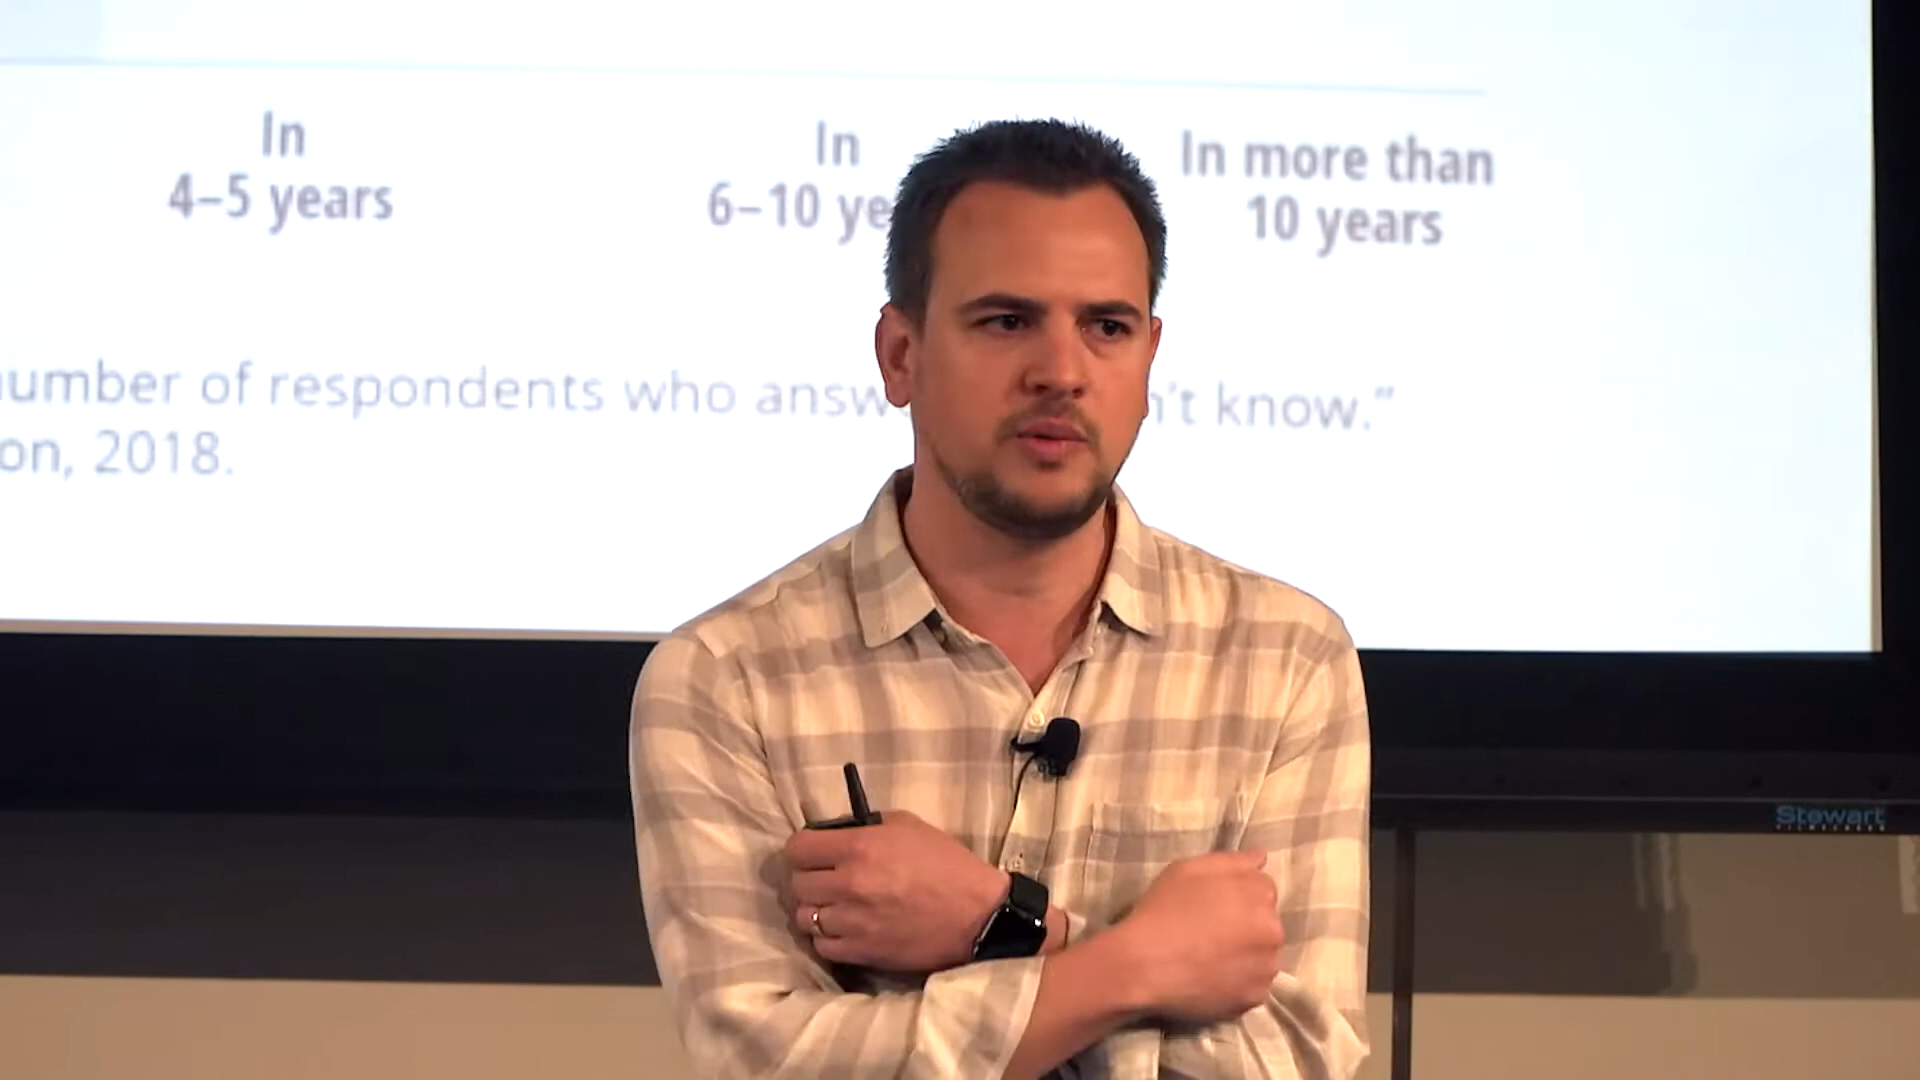 In
4–5 years
In
6–10 ye
In more than
10 years
umber of respondents who answ 't know.”
on, 2018.
Stewart